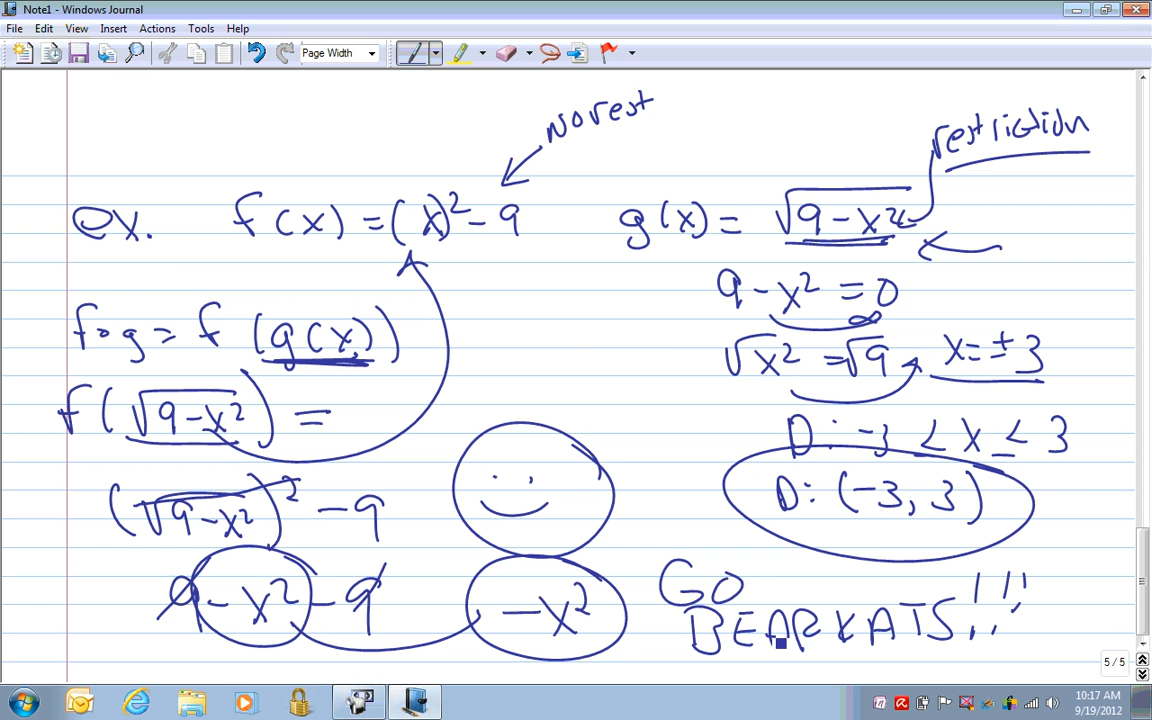 Note1 - Windows Journal
File Edit View Insert Actions Tools Help
Page Width
No rest
restriction
ex. f(x) = (x)² - 9 g(x) = √9 - x²
9 - x² = 0
f∘g = f(g(x))
√x² = √9 x = ± 3
f(√9 - x²) =
D: -3 ≤ x ≤ 3
D: (-3, 3)
(√9 - x²)² - 9
9 - x² - 9 -x²
GO
BEARKATS!!!
5 / 5
10:17 AM
9/19/2012